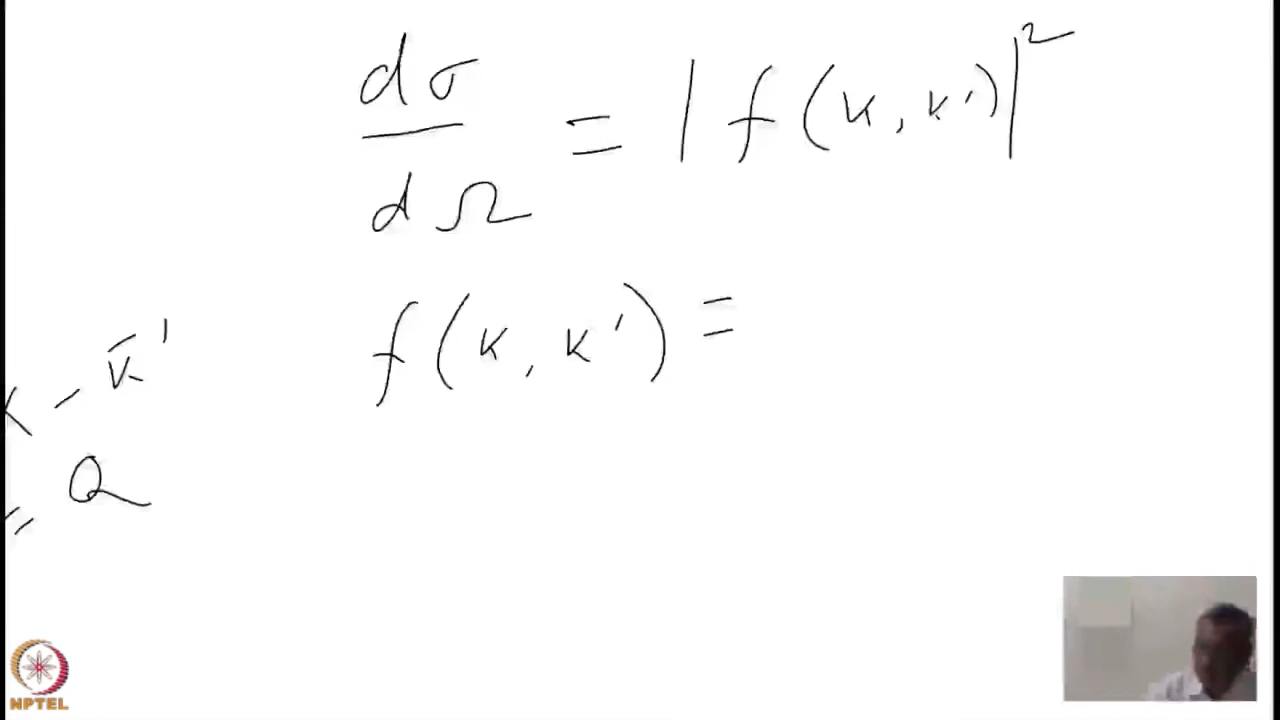 dσ/dΩ = |f(k, k')|²
f(k, k') =
k - k̄'
= Q
NPTEL